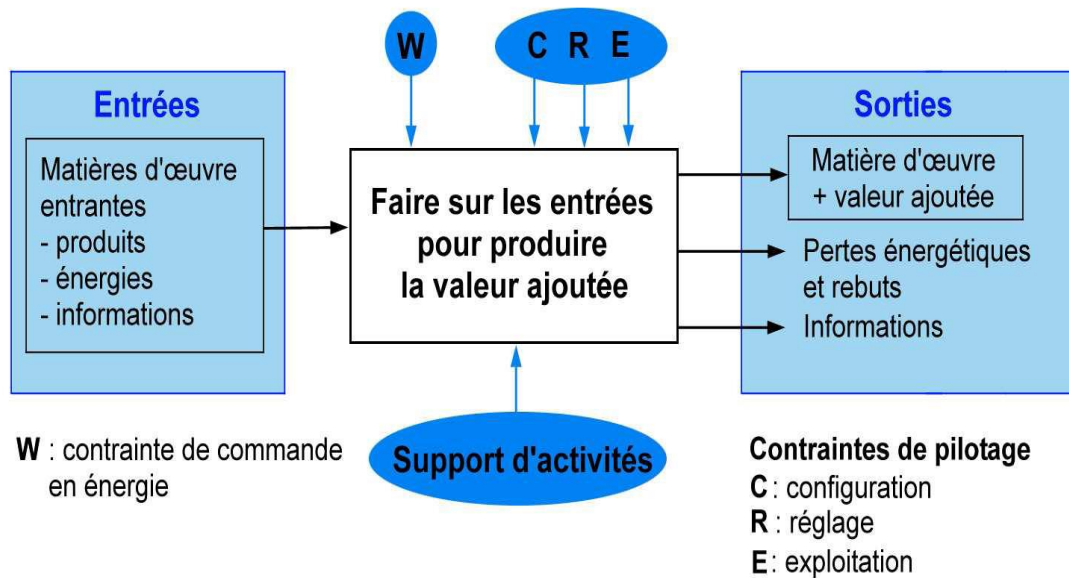 W
C R E
Entrées
Matières d'œuvre
entrantes
- produits
- énergies
- informations
Faire sur les entrées
pour produire
la valeur ajoutée
Sorties
Matière d'œuvre
+ valeur ajoutée
Pertes énergétiques
et rebuts
Informations
Support d'activités
W : contrainte de commande
en énergie
Contraintes de pilotage
C : configuration
R : réglage
E : exploitation